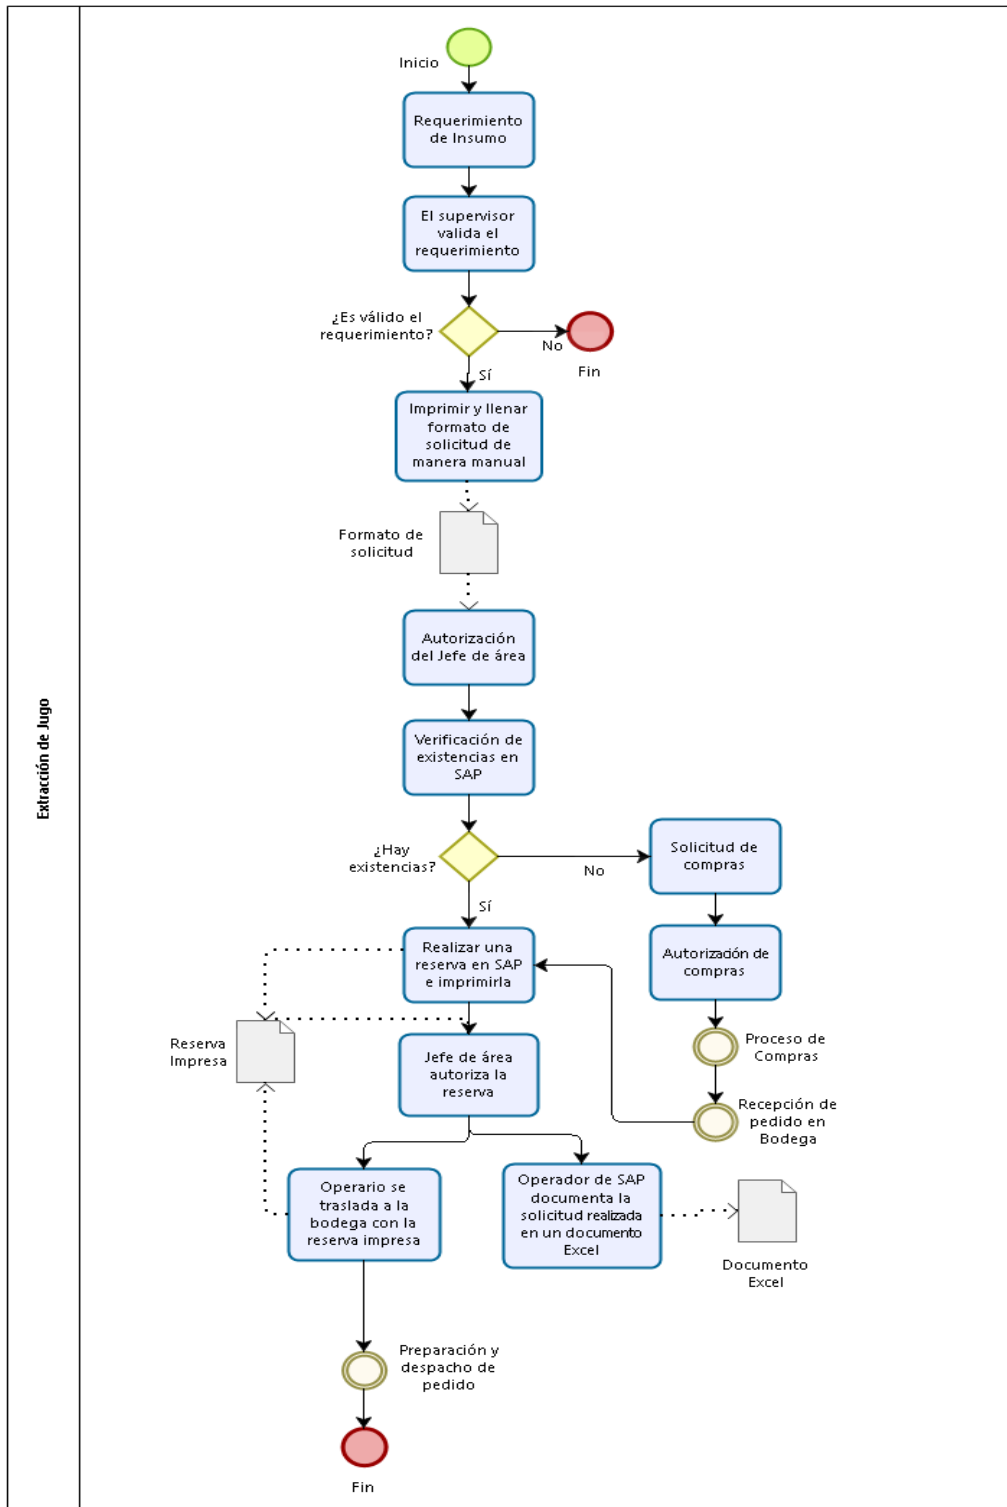 Extracción de Jugo
Inicio
Requerimiento
de Insumo
El supervisor
valida el
requerimiento
¿Es válido el
requerimiento?
No
Fin
Sí
Imprimir y llenar
formato de
solicitud de
manera manual
Formato de
solicitud
Autorización
del Jefe de área
Verificación de
existencias en
SAP
¿Hay
existencias?
No
Solicitud de
compras
Sí
Autorización de
compras
Realizar una
reserva en SAP
e imprimirla
Proceso de
Compras
Reserva
Impresa
Jefe de área
autoriza la
reserva
Recepción de
pedido en
Bodega
Operario se
traslada a la
bodega con la
reserva impresa
Operador de SAP
documenta la
solicitud realizada
en un documento
Excel
Documento
Excel
Preparación y
despacho de
pedido
Fin